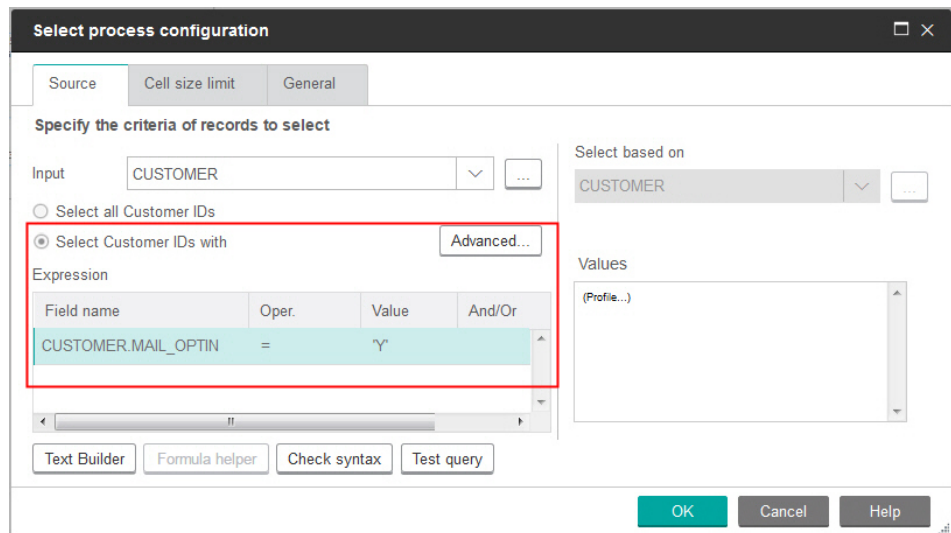 Select process configuration
Source Cell size limit General
Specify the criteria of records to select
Input CUSTOMER ...
Select all Customer IDs
Select Customer IDs with Advanced...
Expression
Field name Oper. Value And/Or
CUSTOMER.MAIL_OPTIN = 'Y'
Text Builder Formula helper Check syntax Test query
Select based on
CUSTOMER ...
Values
(Profile...)
OK Cancel Help